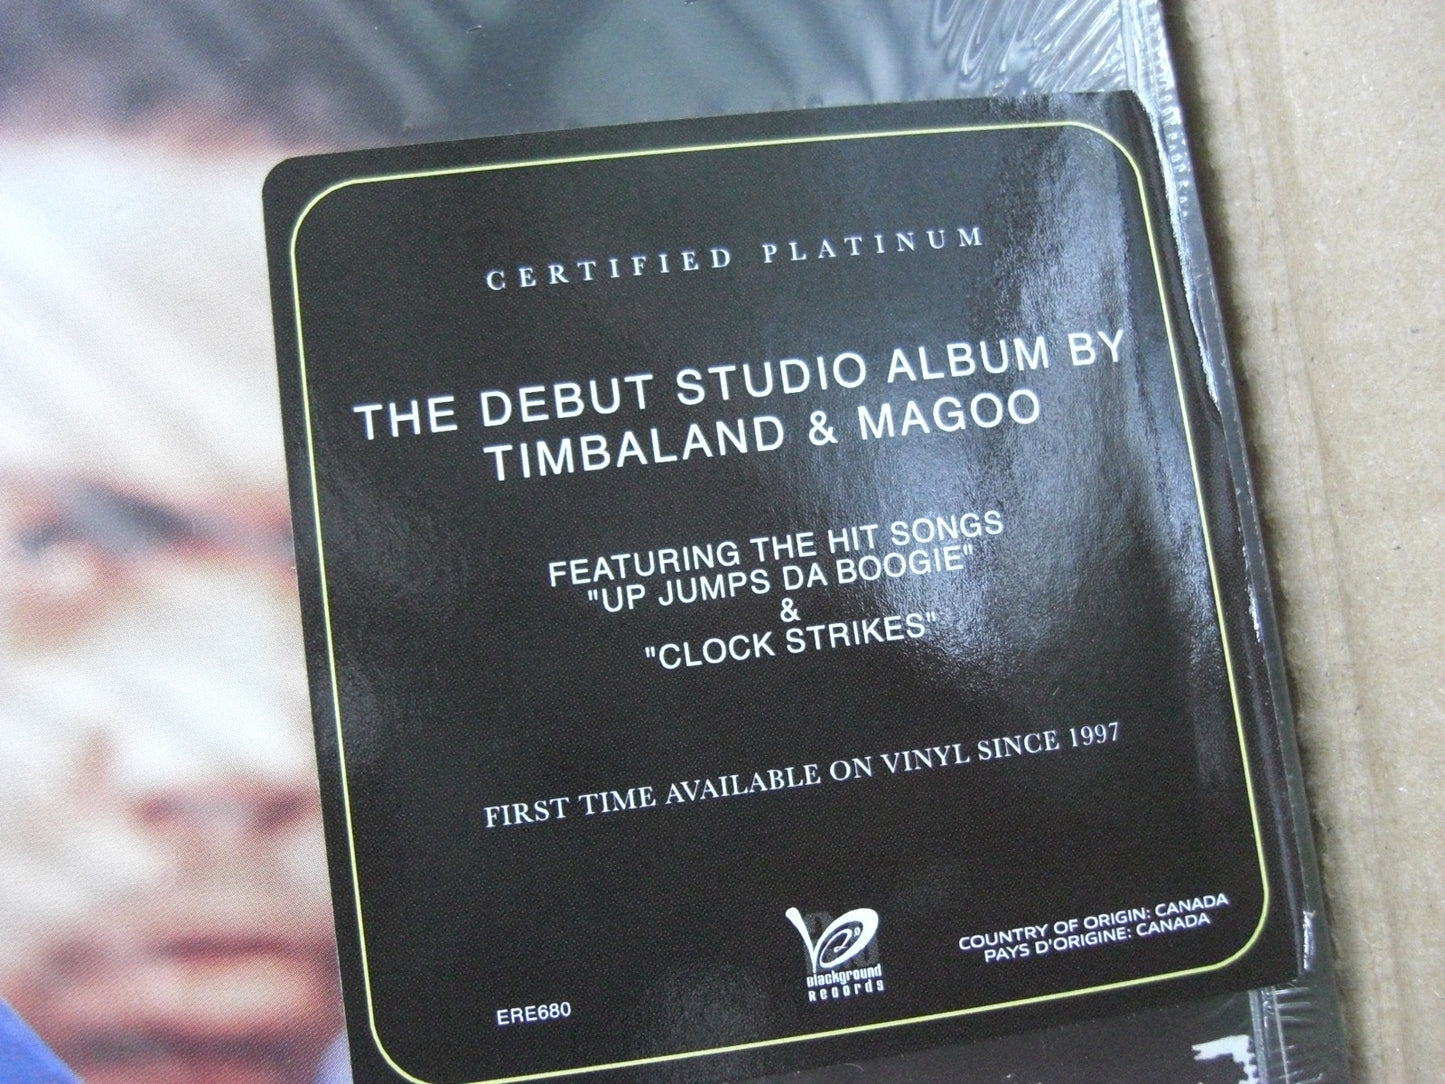 CERTIFIED PLATINUM
THE DEBUT STUDIO ALBUM BY
TIMBALAND & MAGOO
FEATURING THE HIT SONGS
"UP JUMPS DA BOOGIE"
&
"CLOCK STRIKES"
FIRST TIME AVAILABLE ON VINYL SINCE 1997
Blackground
Records
COUNTRY OF ORIGIN: CANADA
PAYS D'ORIGINE: CANADA
ERE680